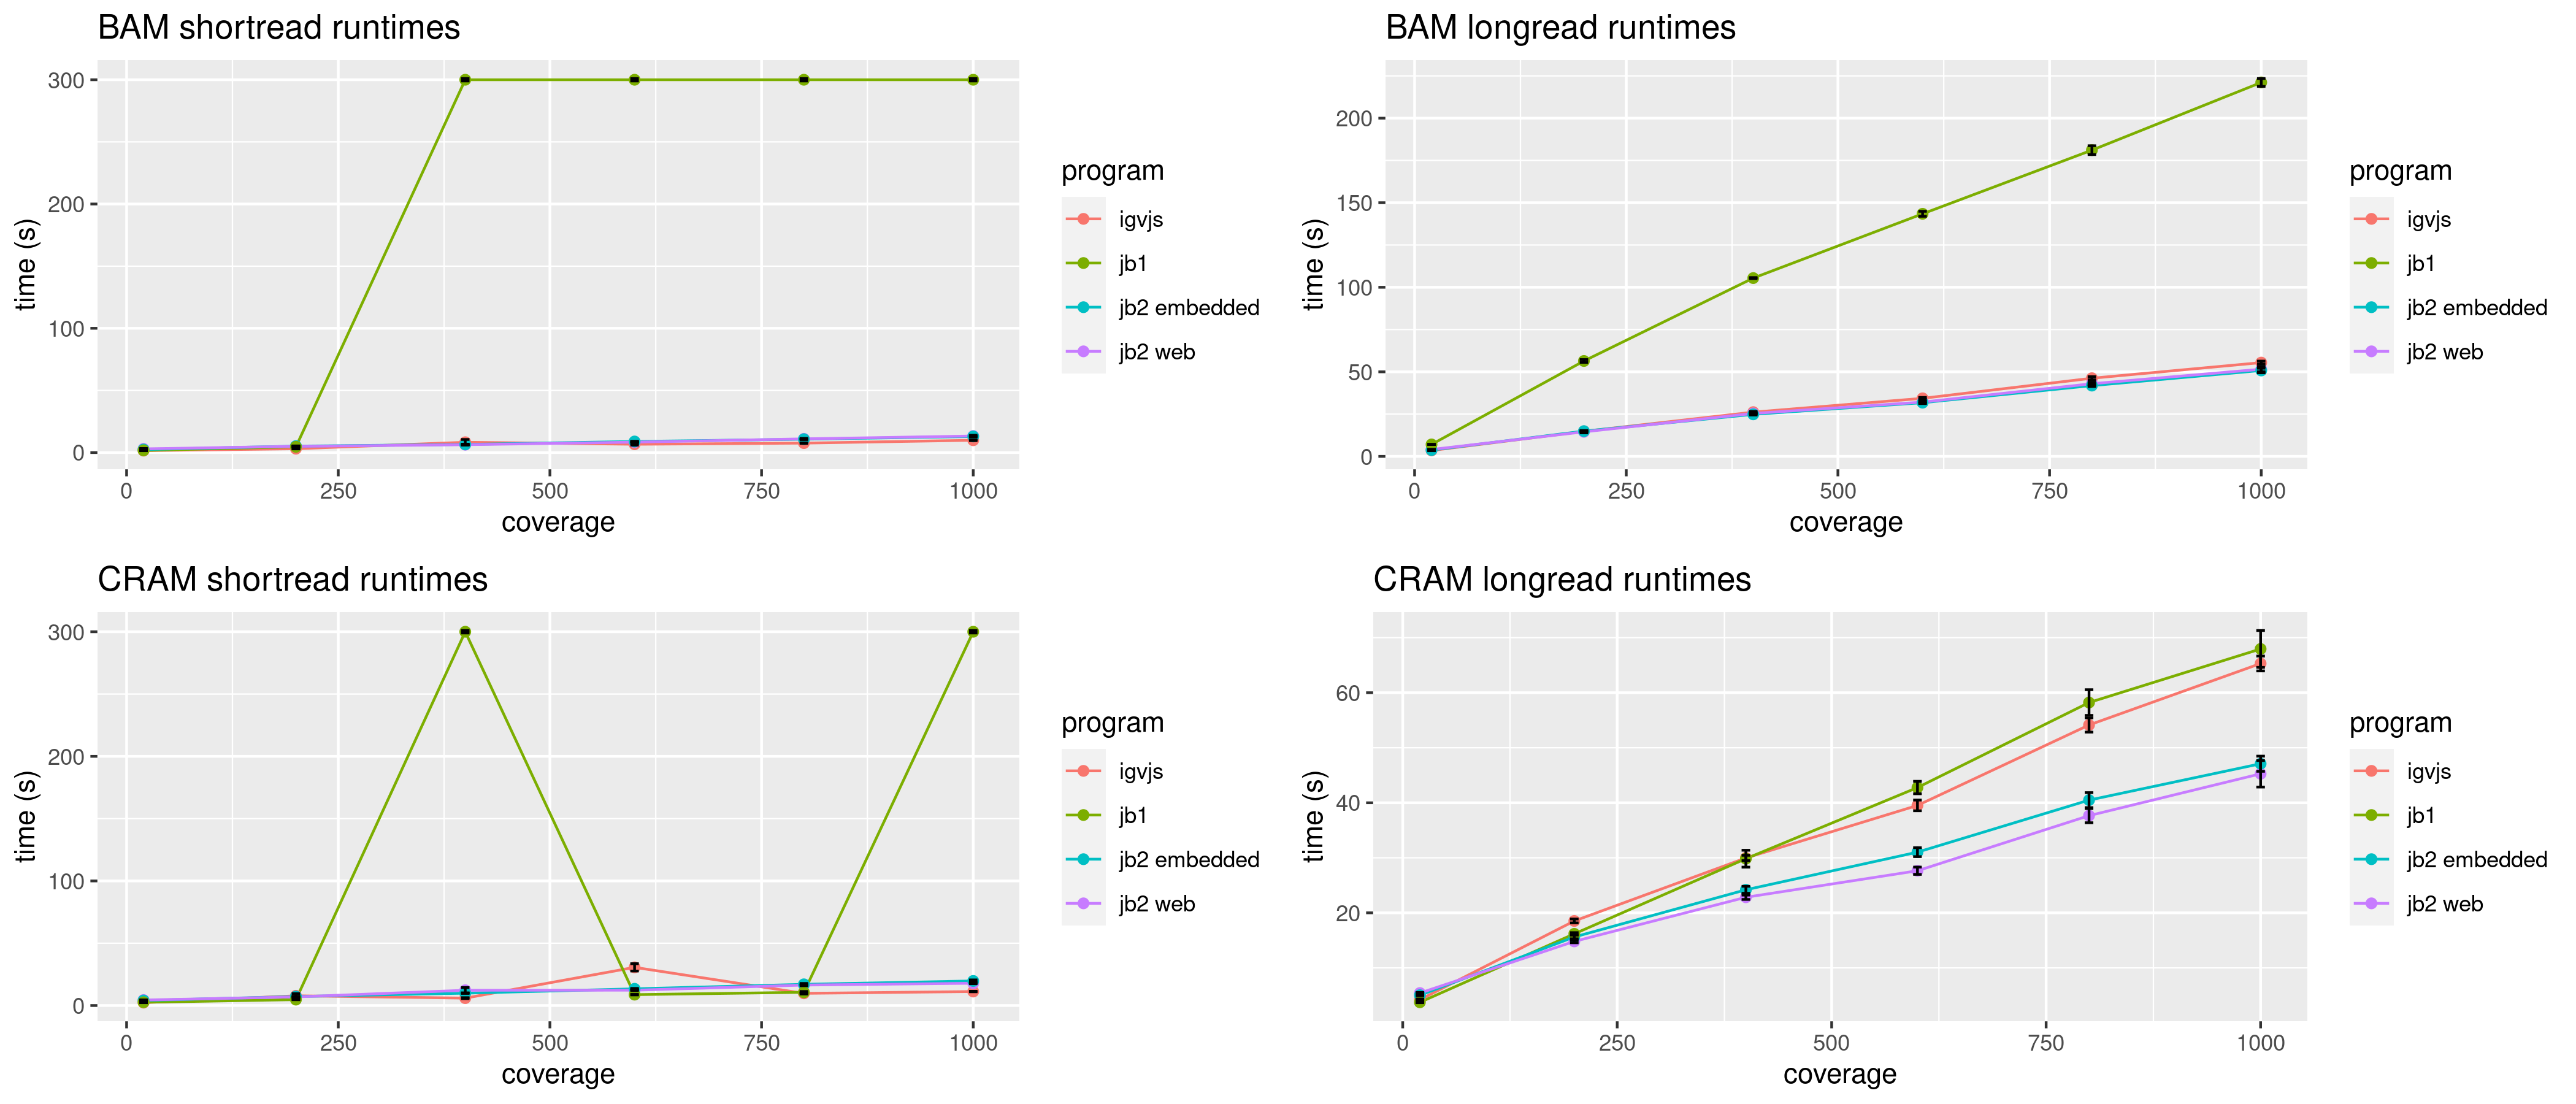 BAM shortread runtimes
300
200
100
0
time (s)
0 250 500 750 1000
coverage
program
igvjs
jb1
jb2 embedded
jb2 web
BAM longread runtimes
200
150
100
50
0
time (s)
0 250 500 750 1000
coverage
program
igvjs
jb1
jb2 embedded
jb2 web
CRAM shortread runtimes
300
200
100
0
time (s)
0 250 500 750 1000
coverage
program
igvjs
jb1
jb2 embedded
jb2 web
CRAM longread runtimes
60
40
20
time (s)
0 250 500 750 1000
coverage
program
igvjs
jb1
jb2 embedded
jb2 web